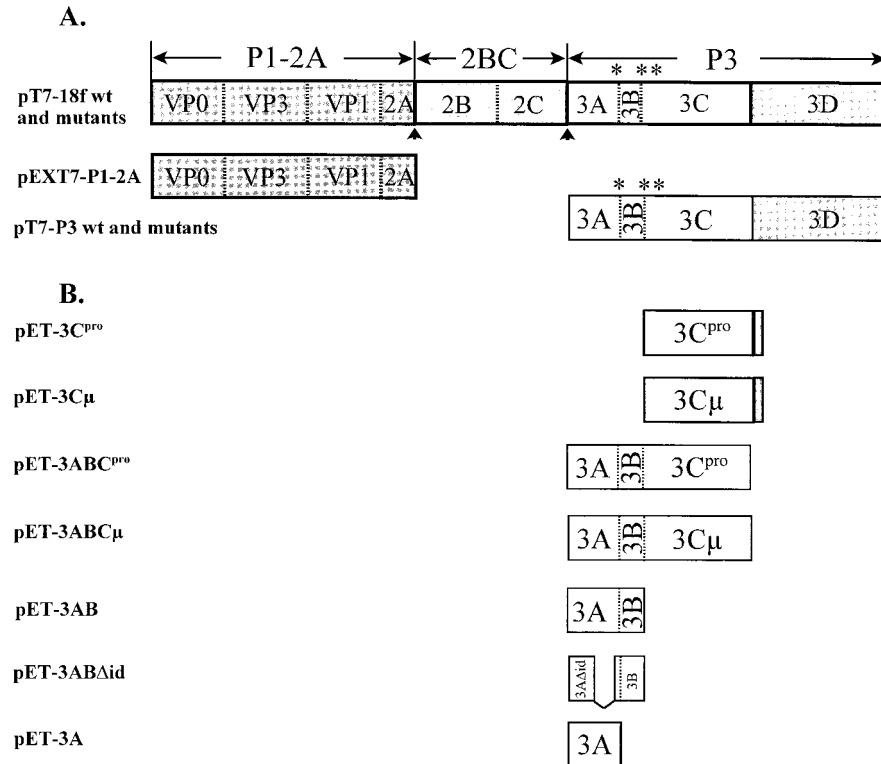 A.
P1-2A 2BC P3
* **
pT7-18f wt and mutants VP0 VP3 VP1 2A 2B 2C 3A 3B 3C 3D
pEXT7-P1-2A VP0 VP3 VP1 2A
* **
pT7-P3 wt and mutants 3A 3B 3C 3D
B.
pET-3Cpro 3Cpro
pET-3Cμ 3Cμ
pET-3ABCpro 3A 3B 3Cpro
pET-3ABCμ 3A 3B 3Cμ
pET-3AB 3A 3B
pET-3ABΔid 3AΔid 3B
pET-3A 3A